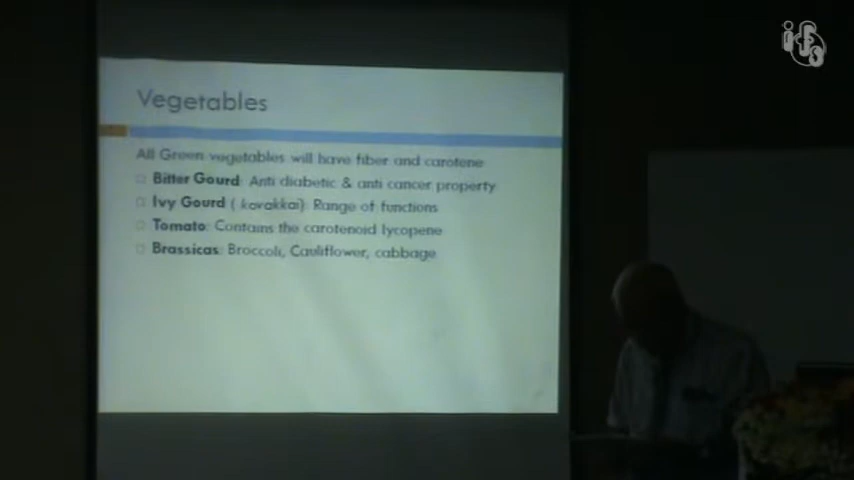 Vegetables
All Green vegetables will have fiber and carotene
Bitter Gourd: Anti diabetic & anti cancer property
Ivy Gourd ( kovakkai): Range of functions
Tomato: Contains the carotenoid lycopene
Brassicas: Broccoli, Cauliflower, cabbage